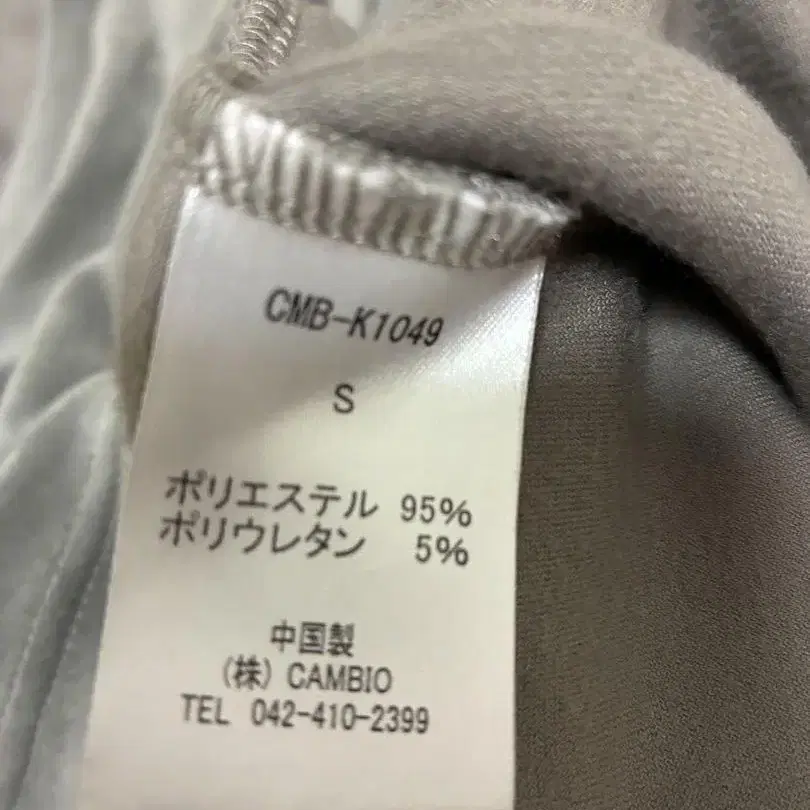 CMB-K1049
S
ポリエステル 95%
ポリウレタン 5%
中国製
(株) CAMBIO
TEL 042-410-2399